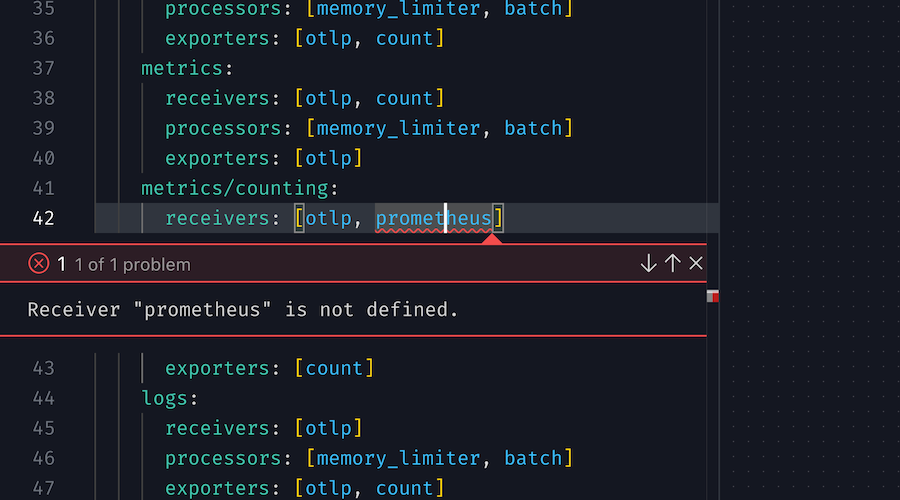 35 processors: [memory_limiter, batch]
36 exporters: [otlp, count]
37 metrics:
38 receivers: [otlp, count]
39 processors: [memory_limiter, batch]
40 exporters: [otlp]
41 metrics/counting:
42 receivers: [otlp, prometheus]
1 1 of 1 problem
Receiver "prometheus" is not defined.
43 exporters: [count]
44 logs:
45 receivers: [otlp]
46 processors: [memory_limiter, batch]
47 exporters: [otlp, count]